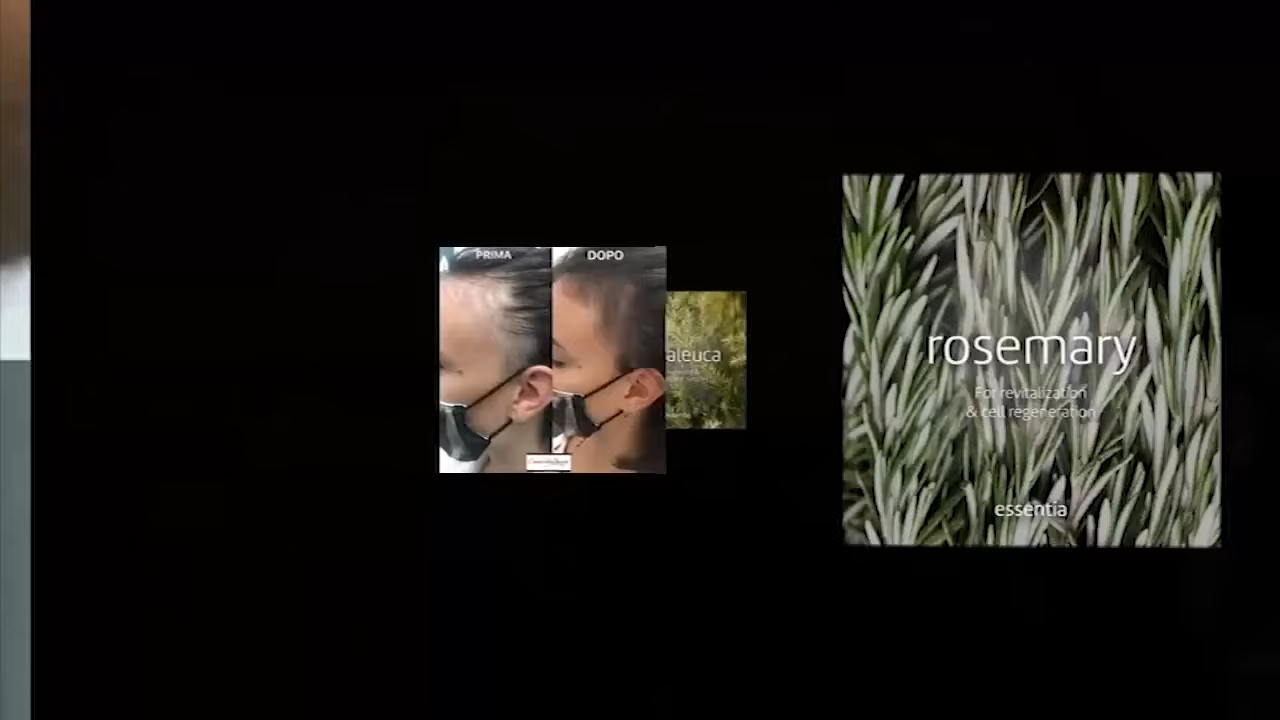 PRIMA
DOPO
aleuca
rosemary
For revitalization
& cell regeneration
essentia